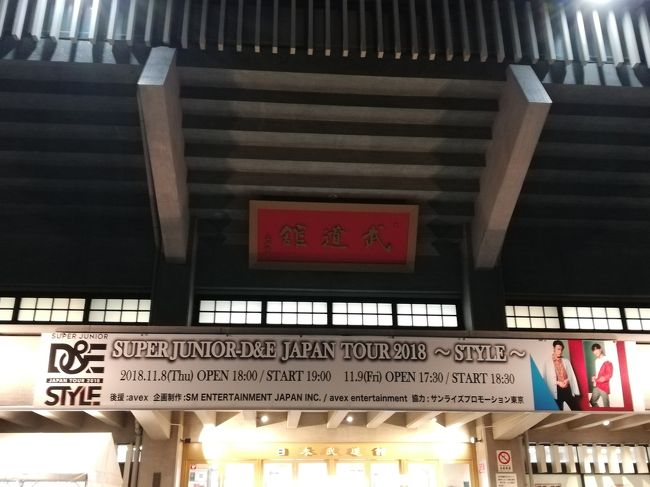 館道武
SUPER JUNIOR
D&E
JAPAN TOUR 2018
STYLE
SUPER JUNIOR-D&E JAPAN TOUR 2018 ～STYLE～
2018.11.8(Thu) OPEN 18:00 / START 19:00 11.9(Fri) OPEN 17:30 / START 18:30
後援:avex 企画制作:SM ENTERTAINMENT JAPAN INC. / avex entertainment 協力:サンライズプロモーション東京
日本武道館